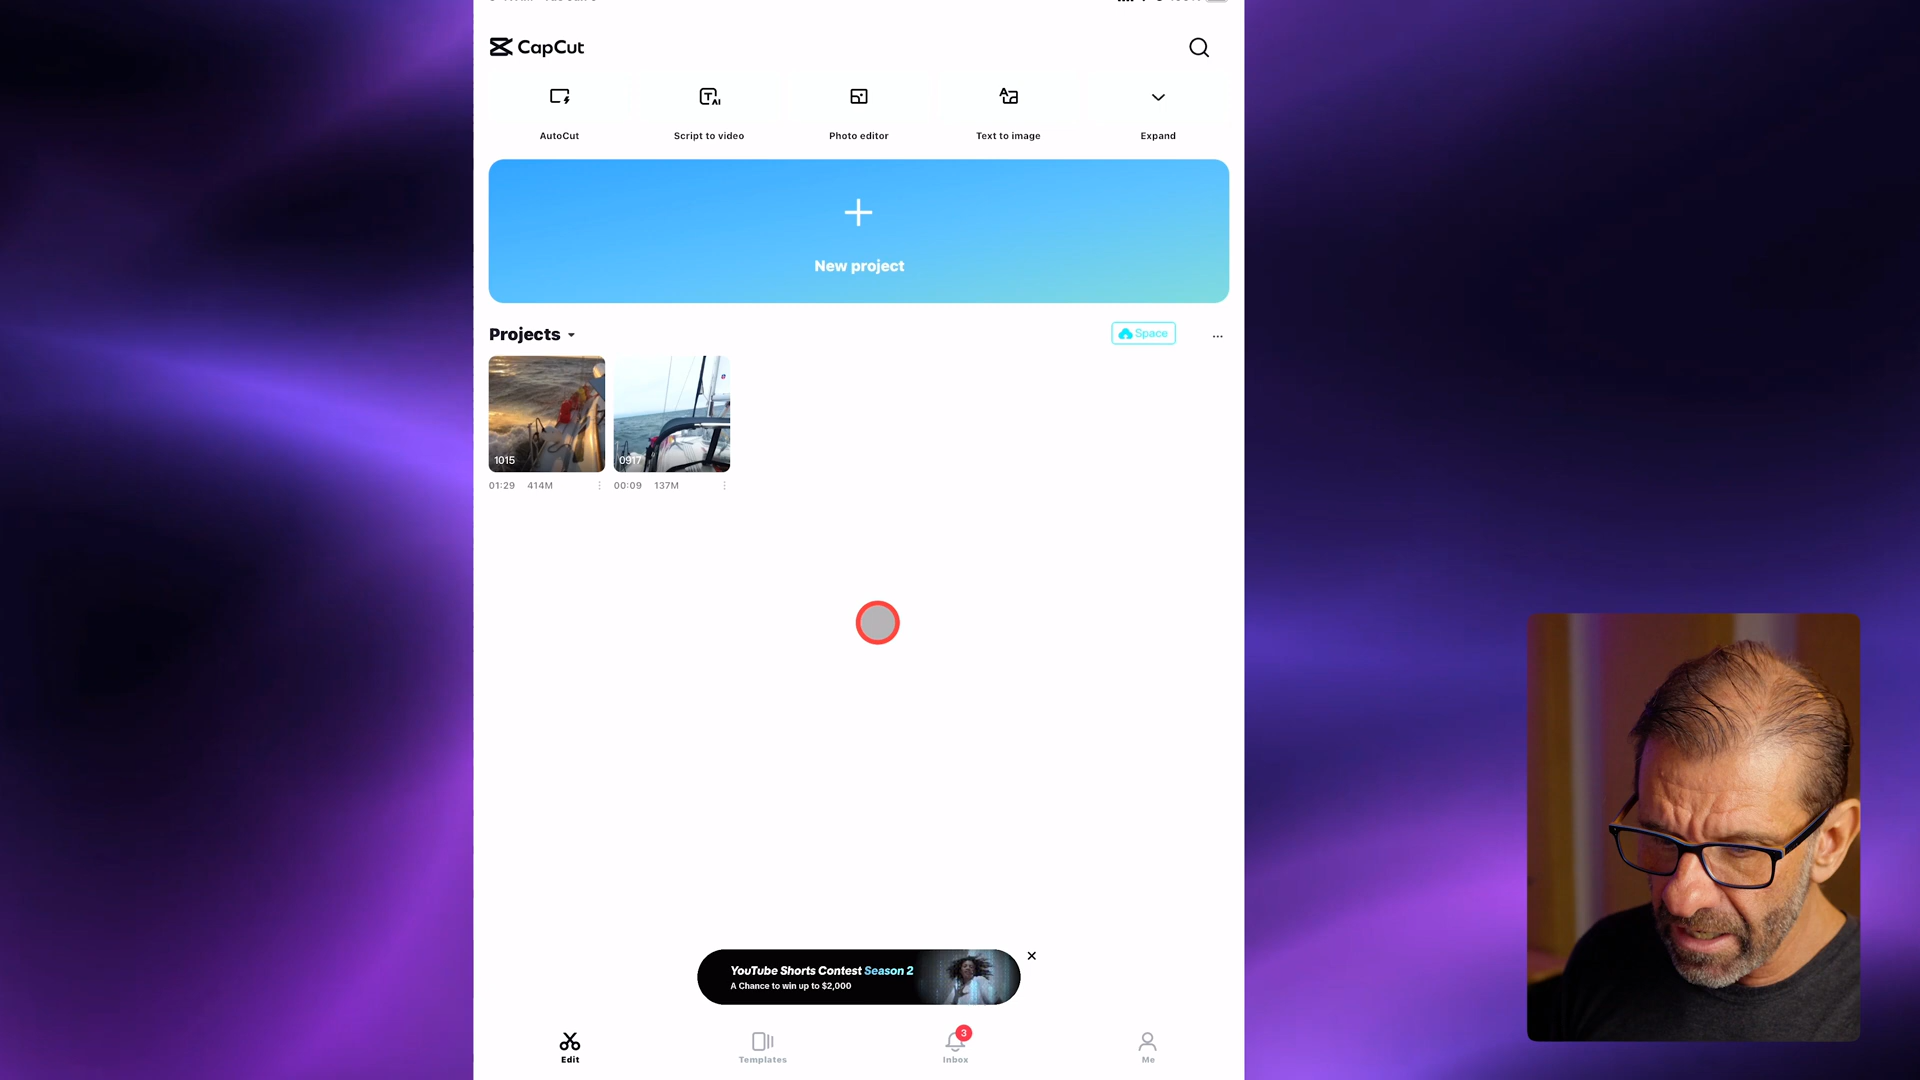 CapCut
AutoCut
Script to video
Photo editor
Text to image
Expand
New project
Projects
Space
1015
0917
01:29 414M
00:09 137M
YouTube Shorts Contest Season 2
A Chance to win up to $2,000
3
Edit
Templates
Inbox
Me